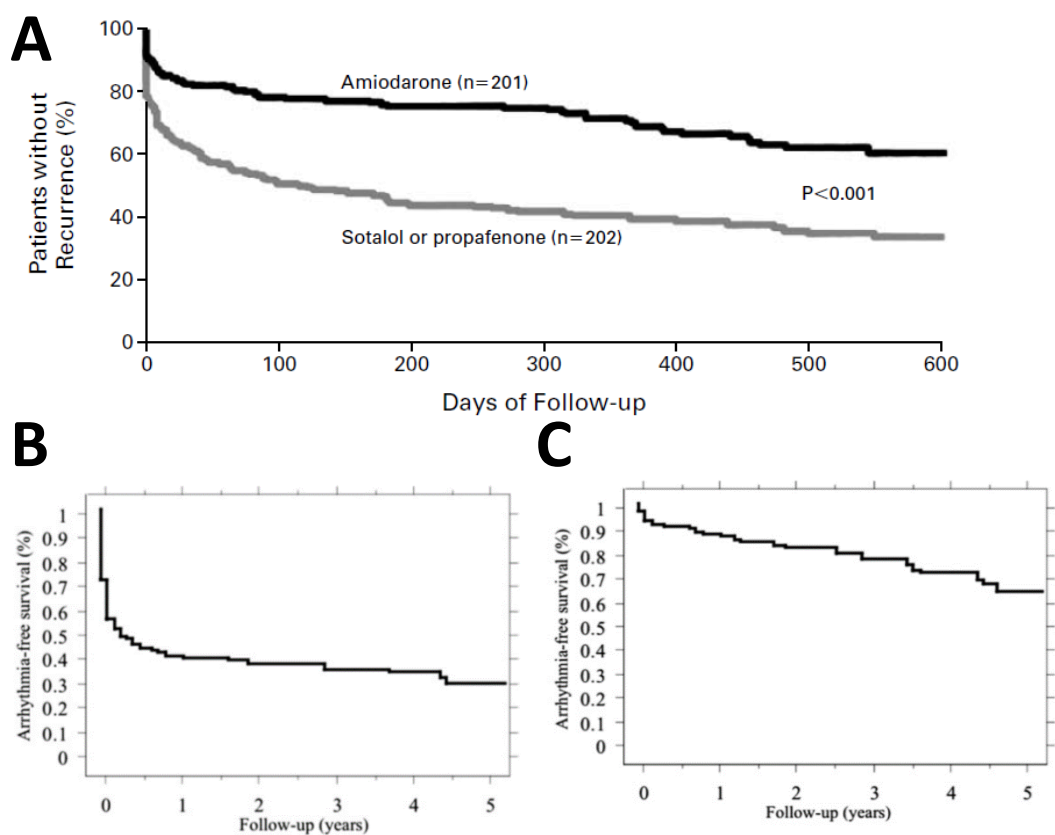 A
Patients without
Recurrence (%)
100
80
60
40
20
0
Amiodarone (n=201)
P<0.001
Sotalol or propafenone (n=202)
0 100 200 300 400 500 600
Days of Follow-up
B
Arrhythmia-free survival (%)
1
0.9
0.8
0.7
0.6
0.5
0.4
0.3
0.2
0.1
0
0 1 2 3 4 5
Follow-up (years)
C
Arrhythmia-free survival (%)
1
0.9
0.8
0.7
0.6
0.5
0.4
0.3
0.2
0.1
0
0 1 2 3 4 5
Follow-up (years)